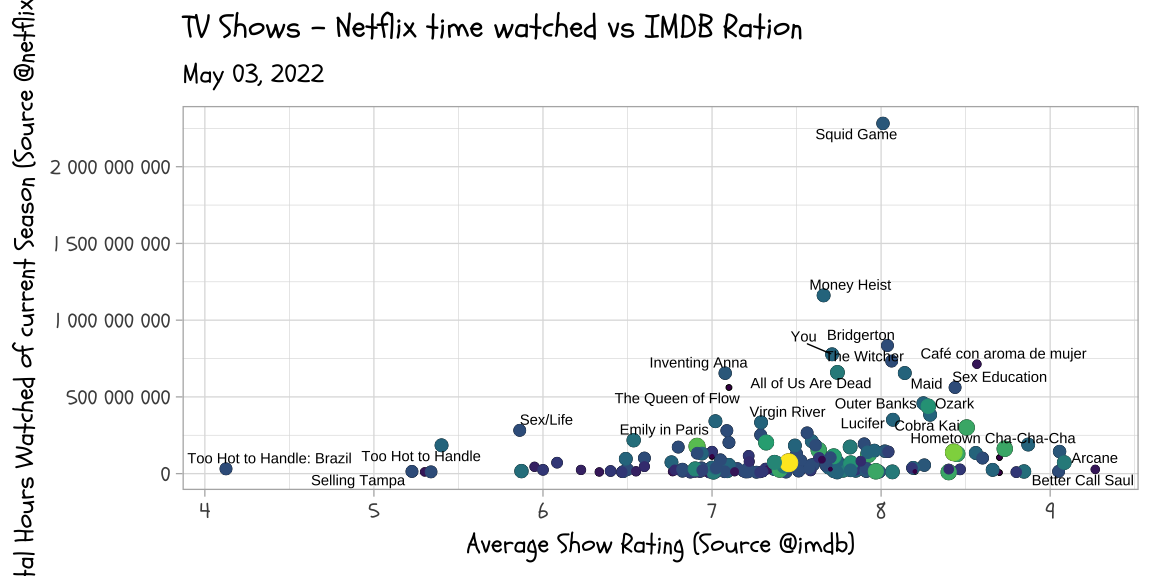 TV Shows - Netflix time watched vs IMDB Ration
May 03, 2022
tal Hours Watched of current Season (Source @netflix
2 000 000 000
1 500 000 000
1 000 000 000
500 000 000
0
Squid Game
Money Heist
You
Bridgerton
The Witcher
Café con aroma de mujer
Inventing Anna
Sex Education
All of Us Are Dead
Maid
The Queen of Flow
Outer Banks
Ozark
Virgin River
Sex/Life
Lucifer
Cobra Kai
Emily in Paris
Hometown Cha-Cha-Cha
Too Hot to Handle: Brazil
Too Hot to Handle
Arcane
Selling Tampa
Better Call Saul
4
5
6
7
8
9
Average Show Rating (Source @imdb)